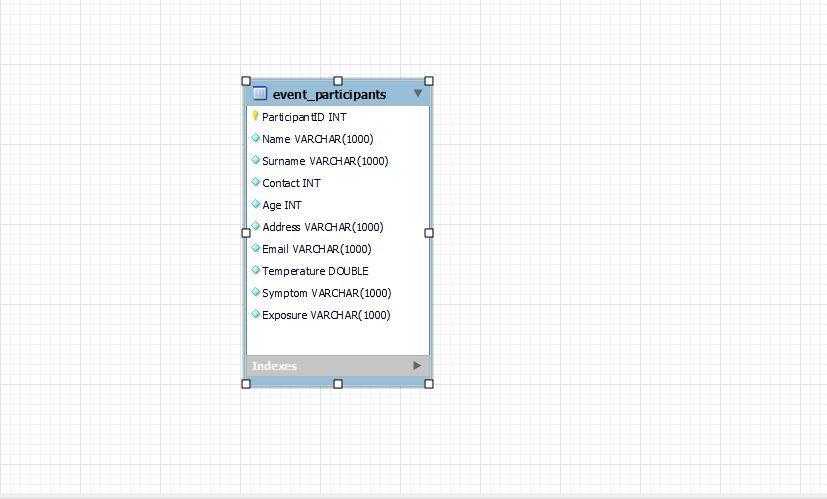 event_participants
ParticipantID INT
Name VARCHAR(1000)
Surname VARCHAR(1000)
Contact INT
Age INT
Address VARCHAR(1000)
Email VARCHAR(1000)
Temperature DOUBLE
Symptom VARCHAR(1000)
Exposure VARCHAR(1000)
Indexes